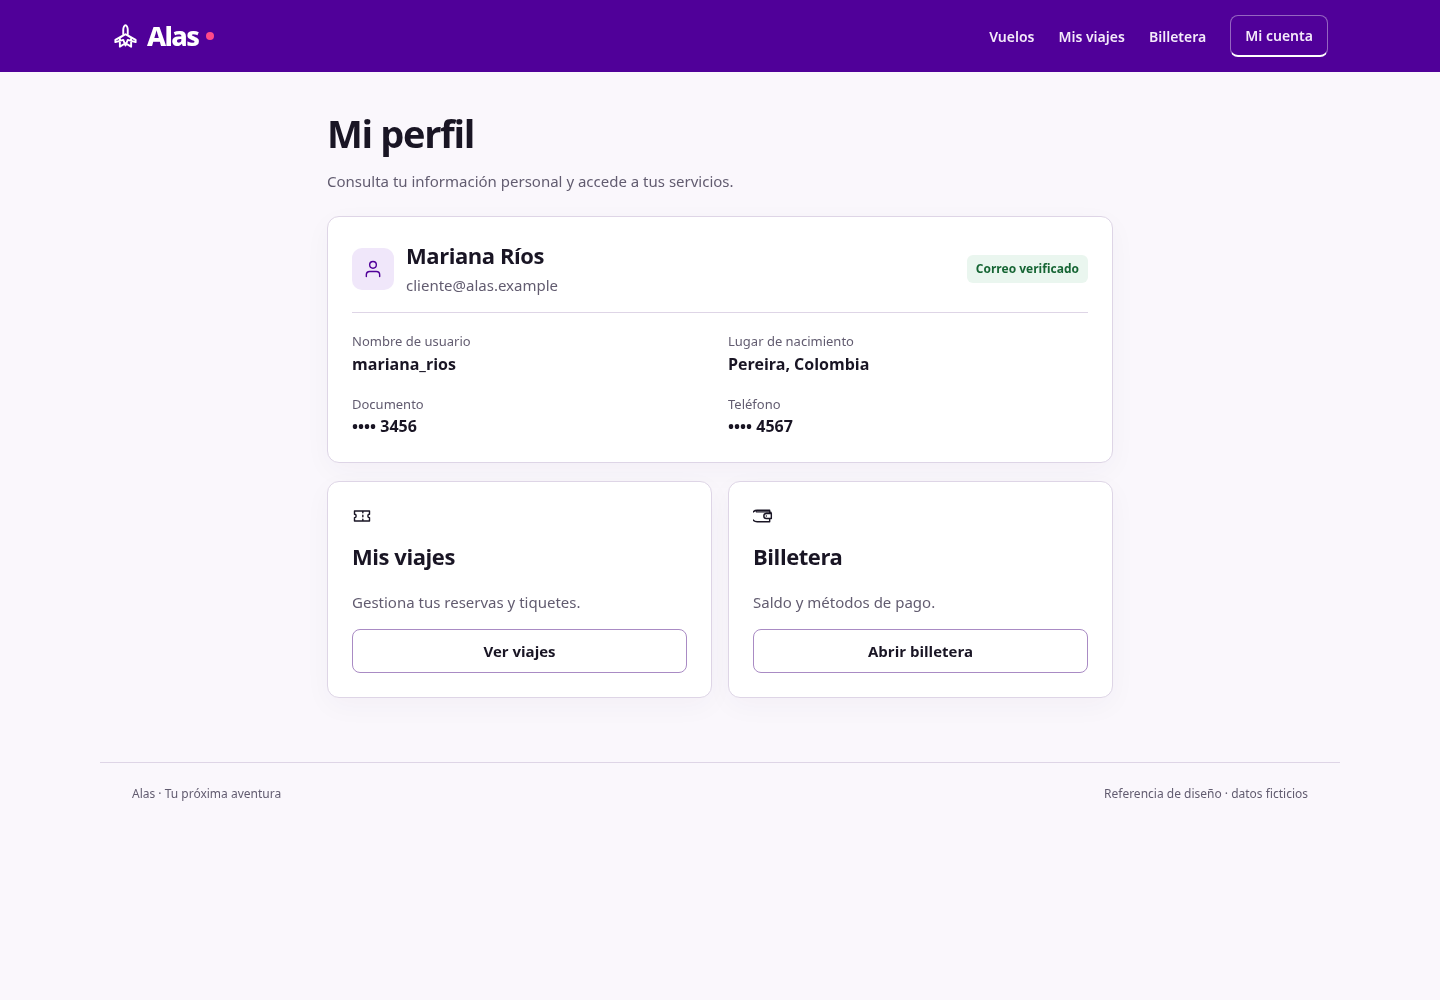 Alas
Vuelos
Mis viajes
Billetera
Mi cuenta
Mi perfil
Consulta tu información personal y accede a tus servicios.
Mariana Ríos
cliente@alas.example
Correo verificado
Nombre de usuario
mariana_rios
Lugar de nacimiento
Pereira, Colombia
Documento
•••• 3456
Teléfono
•••• 4567
Mis viajes
Gestiona tus reservas y tiquetes.
Ver viajes
Billetera
Saldo y métodos de pago.
Abrir billetera
Alas · Tu próxima aventura
Referencia de diseño · datos ficticios